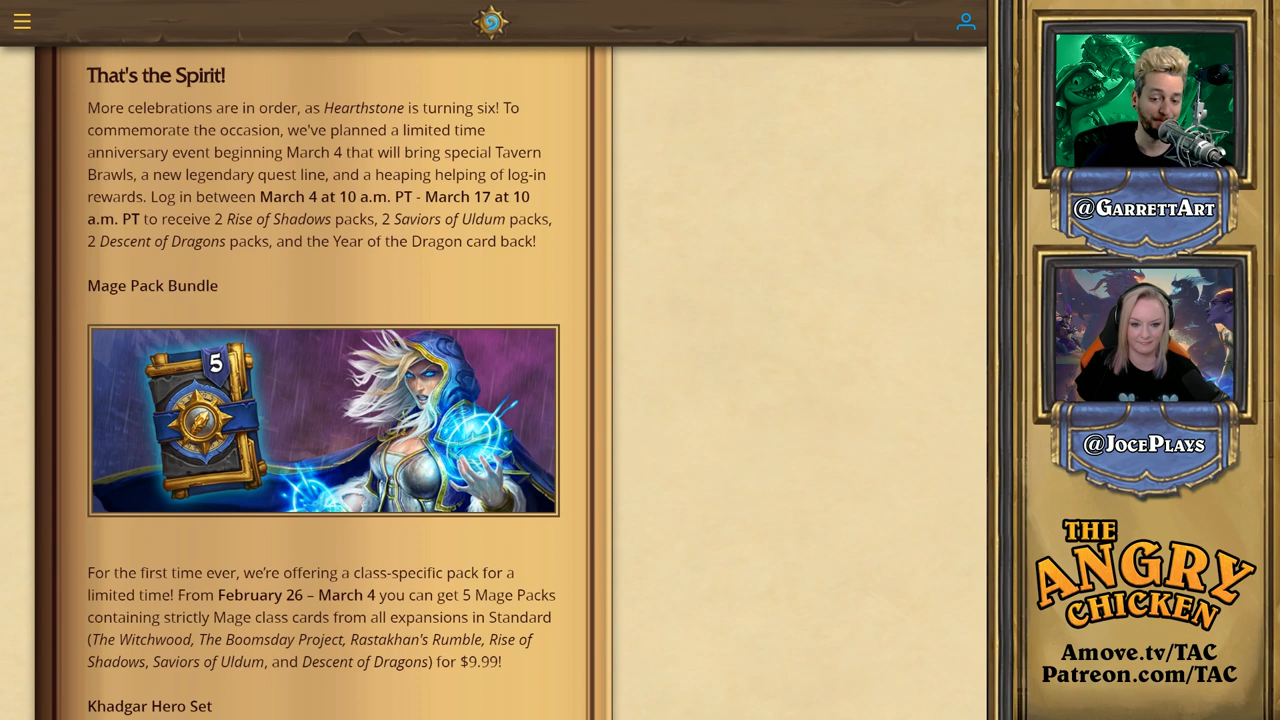 That's the Spirit!
More celebrations are in order, as Hearthstone is turning six! To
commemorate the occasion, we've planned a limited time
anniversary event beginning March 4 that will bring special Tavern
Brawls, a new legendary quest line, and a heaping helping of log-in
rewards. Log in between March 4 at 10 a.m. PT - March 17 at 10
a.m. PT to receive 2 Rise of Shadows packs, 2 Saviors of Uldum packs,
2 Descent of Dragons packs, and the Year of the Dragon card back!
Mage Pack Bundle
5
For the first time ever, we're offering a class-specific pack for a
limited time! From February 26 – March 4 you can get 5 Mage Packs
containing strictly Mage class cards from all expansions in Standard
(The Witchwood, The Boomsday Project, Rastakhan's Rumble, Rise of
Shadows, Saviors of Uldum, and Descent of Dragons) for $9.99!
Khadgar Hero Set
@GarrettArt
@JocePlays
THE
ANGRY
CHICKEN
Amove.tv/TAC
Patreon.com/TAC